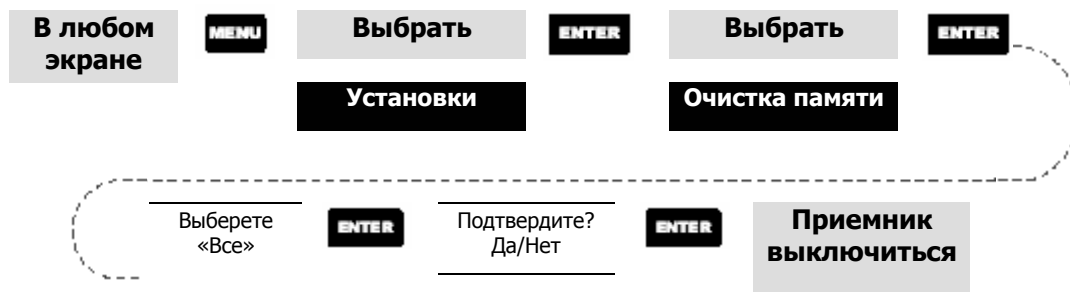 В любом
экране
MENU
Выбрать
Установки
ENTER
Выбрать
Очистка памяти
ENTER
Выберете
«Все»
ENTER
Подтвердите?
Да/Нет
ENTER
Приемник
выключиться